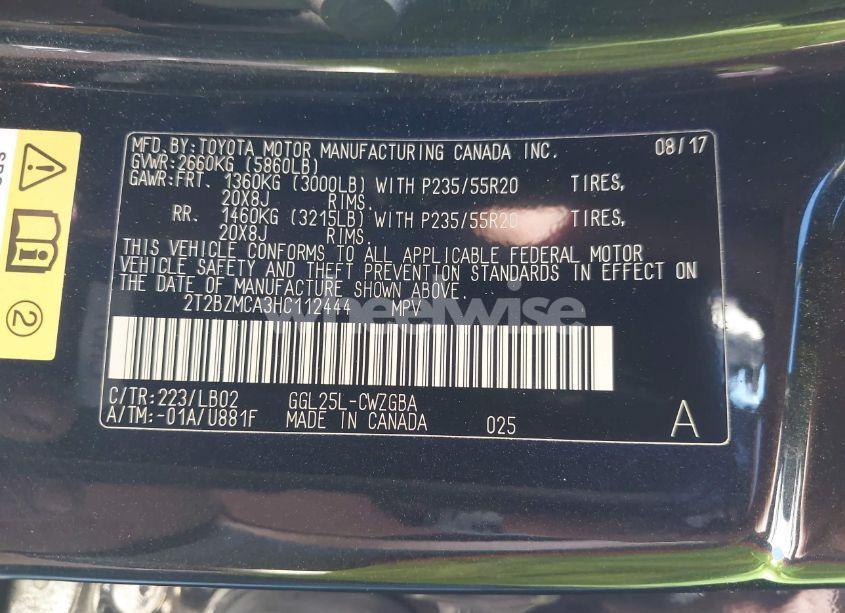 MFD.BY:TOYOTA MOTOR MANUFACTURING CANADA INC. 08/17
GVWR:2660KG (5860LB)
GAWR:FRT. 1360KG (3000LB) WITH P235/55R20 TIRES,
20X8J RIMS.
RR. 1460KG (3215LB) WITH P235/55R20 TIRES,
20X8J RIMS.
THIS VEHICLE CONFORMS TO ALL APPLICABLE FEDERAL MOTOR
VEHICLE SAFETY AND THEFT PREVENTION STANDARDS IN EFFECT ON
THE DATE OF MANUFACTURE SHOWN ABOVE.
2T2BZMCA3HC112444 MPV
wheelwise
C/TR:223/LB02 GGL25L-CWZGBA
A/TM:-01A/U881F MADE IN CANADA 025 A
2